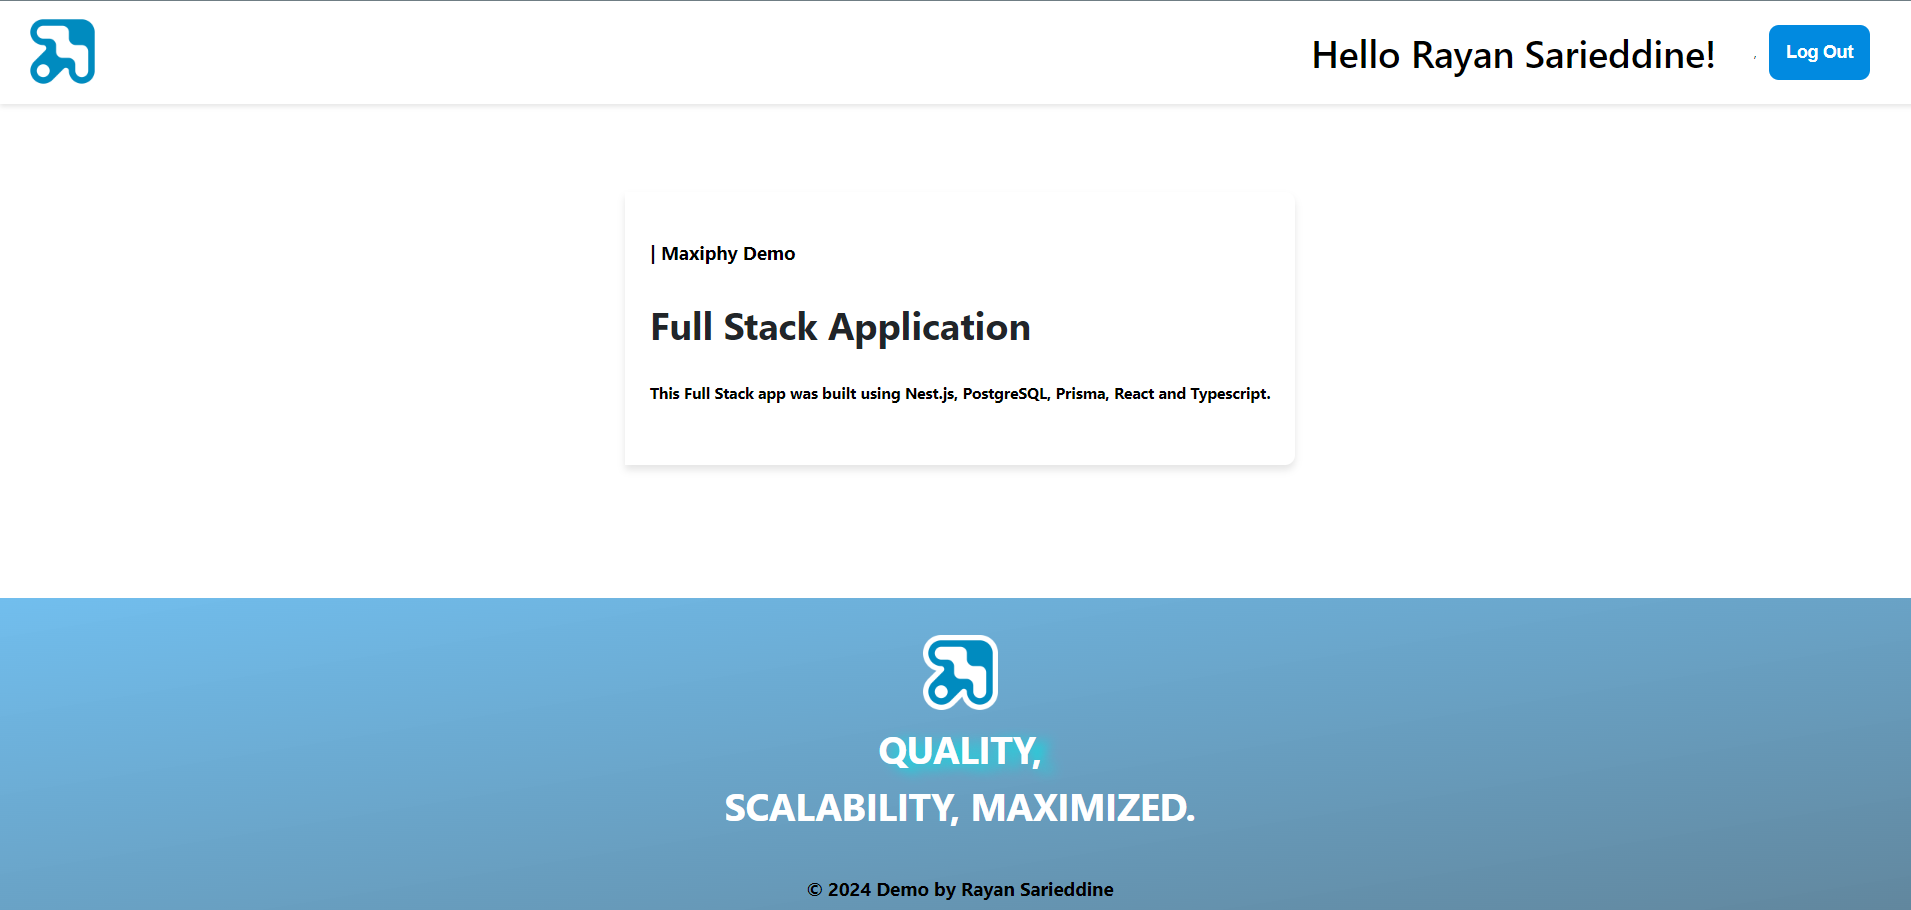 Hello Rayan Sarieddine!
Log Out
| Maxiphy Demo
Full Stack Application
This Full Stack app was built using Nest.js, PostgreSQL, Prisma, React and Typescript.
QUALITY,
SCALABILITY, MAXIMIZED.
© 2024 Demo by Rayan Sarieddine